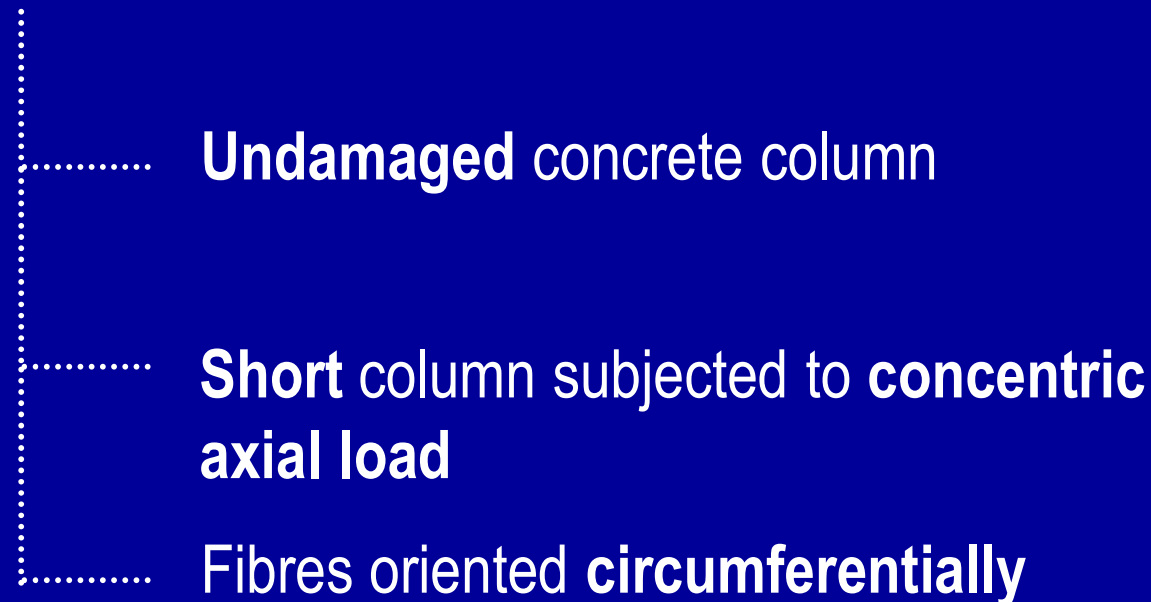 Undamaged concrete column
Short column subjected to concentric
axial load
Fibres oriented circumferentially